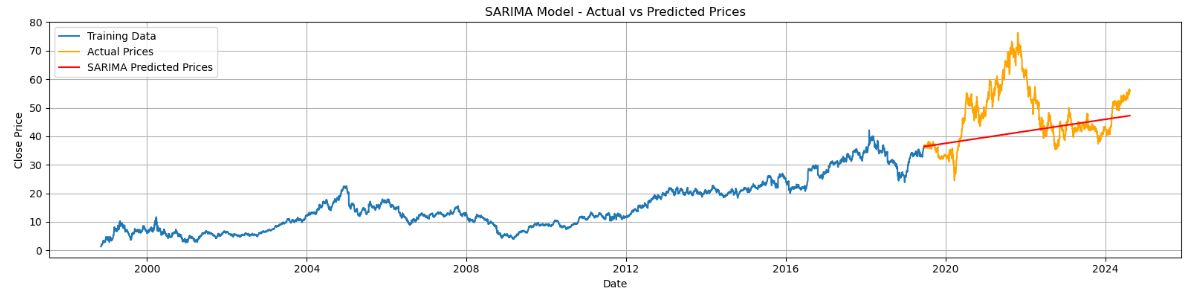 SARIMA Model - Actual vs Predicted Prices
Training Data
Actual Prices
SARIMA Predicted Prices
Close Price
80
70
60
50
40
30
20
10
0
2000 2004 2008 2012 2016 2020 2024
Date